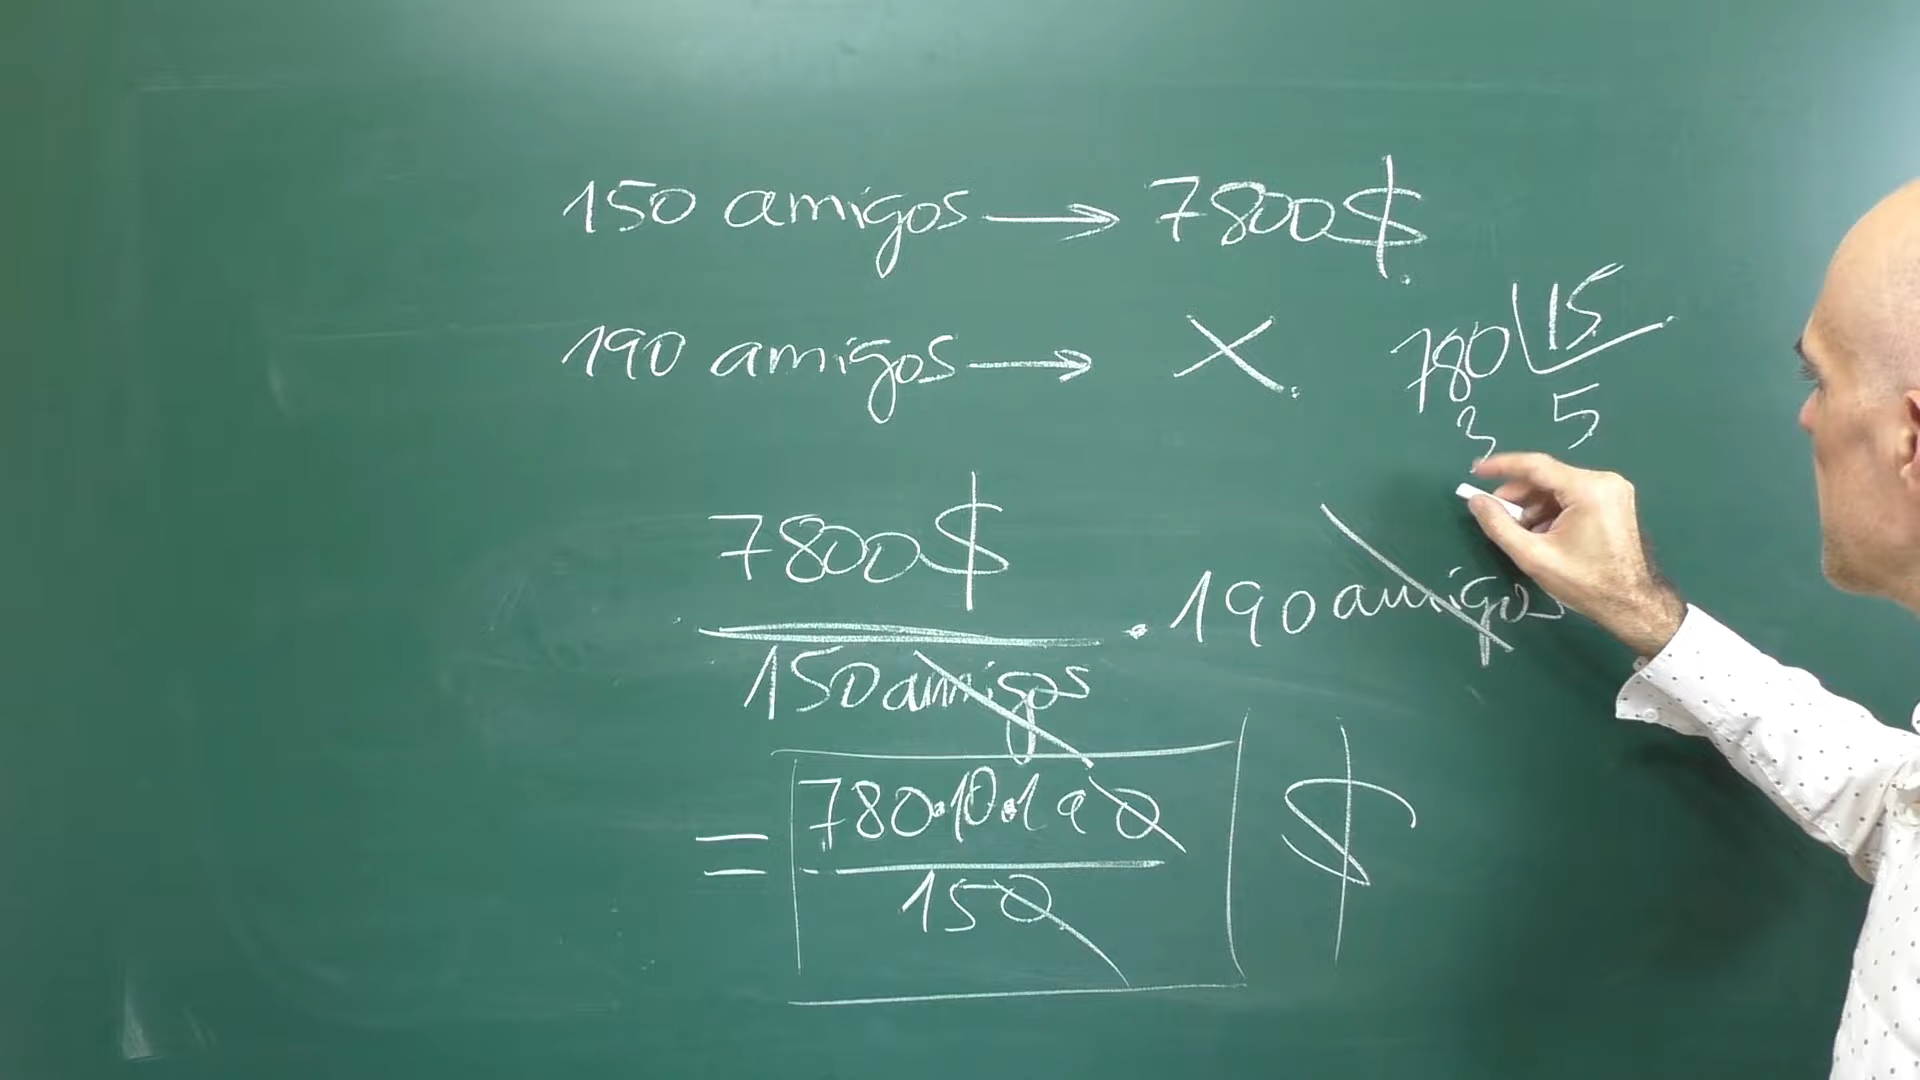 150 amigos → 7800 $
190 amigos → X
780 | 15
3 5
7800 $
150 amigos · 190 amigos
= 780·10·190 $
150